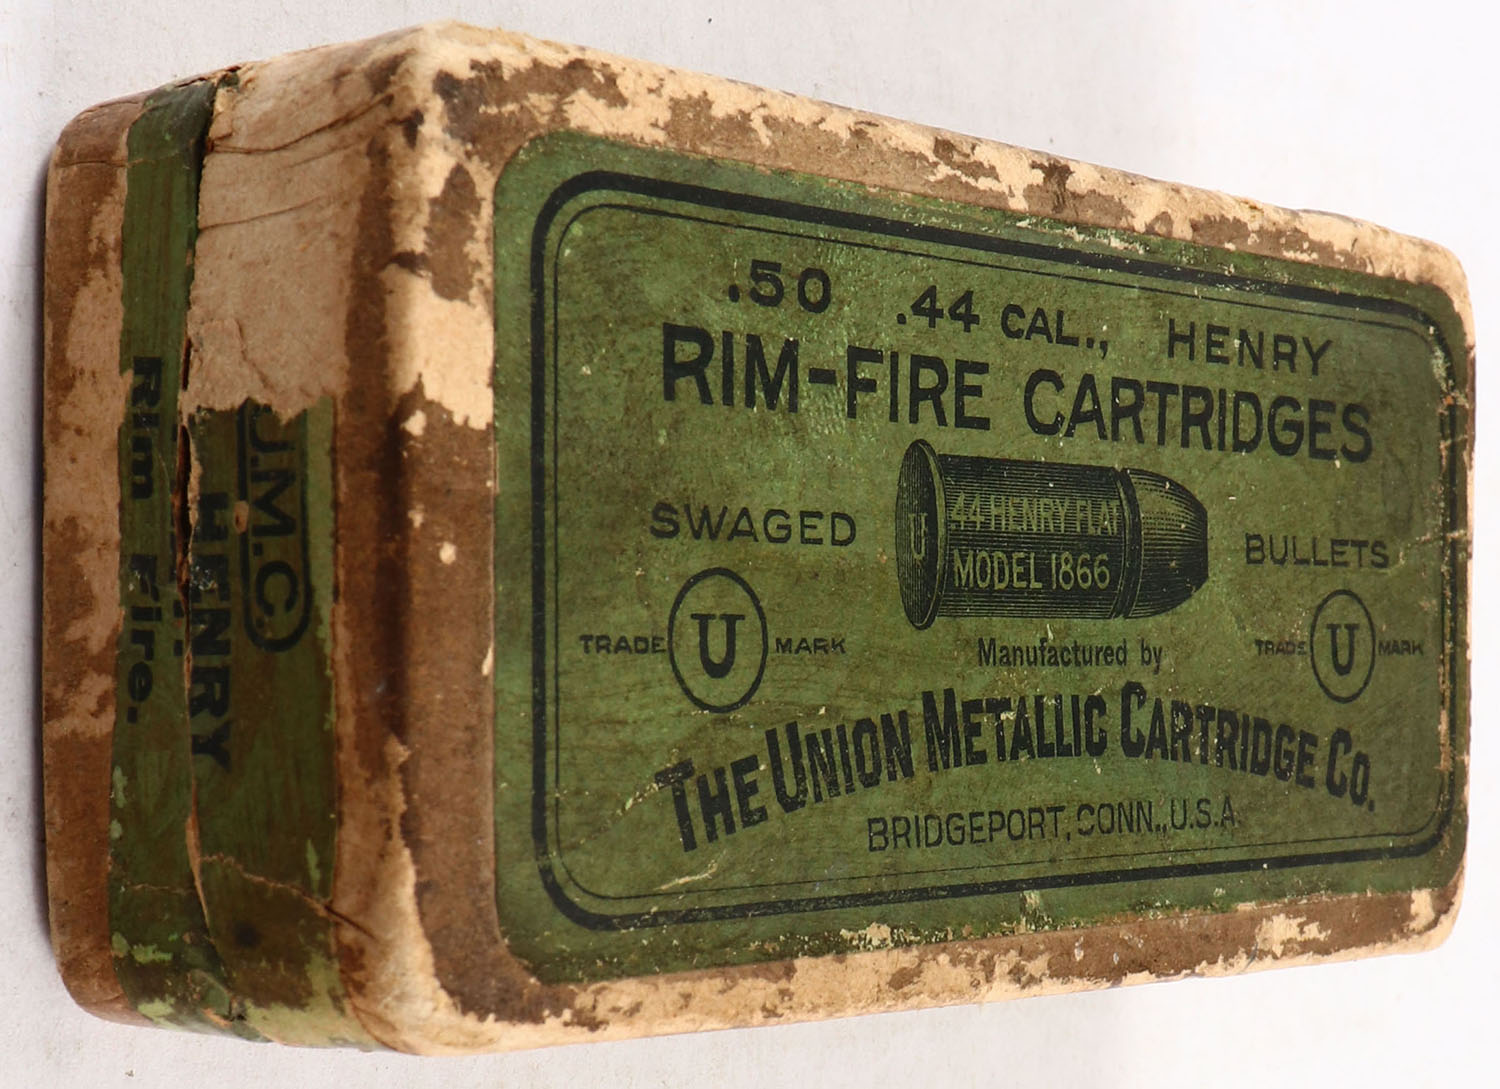 .50 .44 CAL., HENRY
RIM-FIRE CARTRIDGES
SWAGED
U
44 HENRY FLAT
MODEL 1866
BULLETS
TRADE U MARK
TRADE U MARK
Manufactured by
THE UNION METALLIC CARTRIDGE CO.
BRIDGEPORT, CONN., U.S.A.
.M.C.
HENRY
Rim Fire.